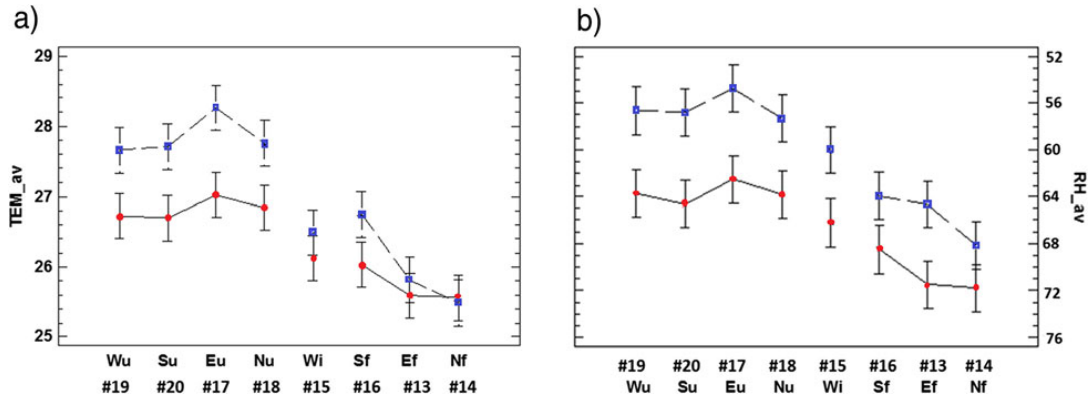 a)
29
28
27
26
25
TEM_av
Wu Su Eu Nu Wi Sf Ef Nf
#19 #20 #17 #18 #15 #16 #13 #14
b)
52
56
60
64
68
72
76
RH_av
#19 #20 #17 #18 #15 #16 #13 #14
Wu Su Eu Nu Wi Sf Ef Nf